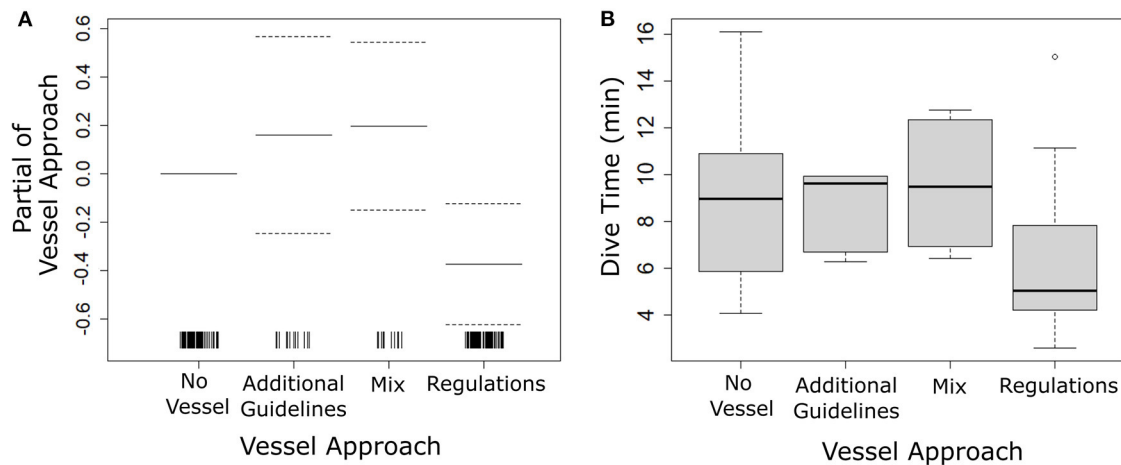 A
Partial of
Vessel Approach
0.6
0.4
0.2
0.0
-0.2
-0.4
-0.6
No
Vessel
Additional
Guidelines
Mix
Regulations
Vessel Approach
B
Dive Time (min)
16
14
12
10
8
6
4
No
Vessel
Additional
Guidelines
Mix
Regulations
Vessel Approach